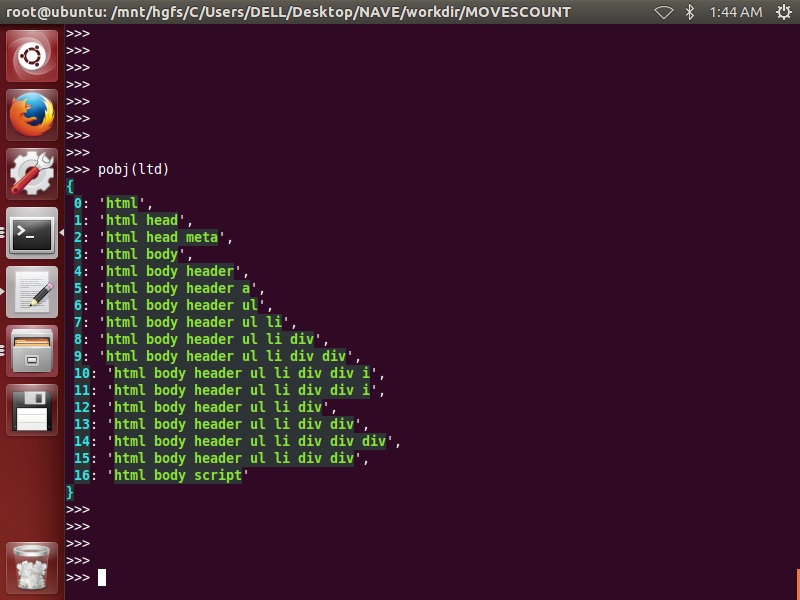 root@ubuntu: /mnt/hgfs/C/Users/DELL/Desktop/NAVE/workdir/MOVESCOUNT 1:44 AM
>>>
>>>
>>>
>>>
>>>
>>>
>>>
>>>
>>> pobj(ltd)
{
 0: 'html',
 1: 'html head',
 2: 'html head meta',
 3: 'html body',
 4: 'html body header',
 5: 'html body header a',
 6: 'html body header ul',
 7: 'html body header ul li',
 8: 'html body header ul li div',
 9: 'html body header ul li div div',
 10: 'html body header ul li div div i',
 11: 'html body header ul li div div i',
 12: 'html body header ul li div',
 13: 'html body header ul li div div',
 14: 'html body header ul li div div div',
 15: 'html body header ul li div div',
 16: 'html body script'
}
>>>
>>>
>>>
>>>
>>>